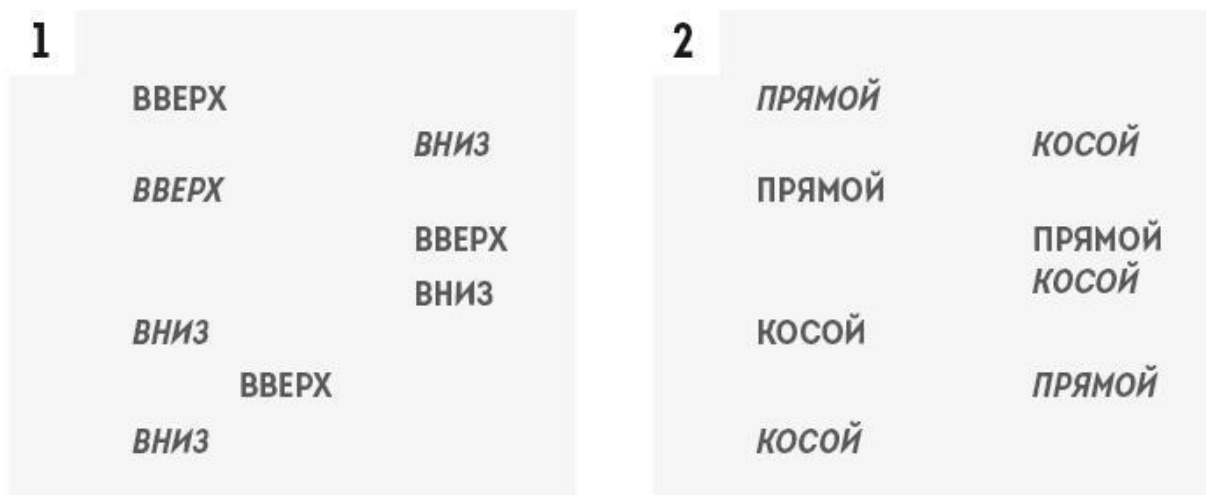 1
ВВЕРХ
ВНИЗ
ВВЕРХ
ВВЕРХ
ВНИЗ
ВНИЗ
ВВЕРХ
ВНИЗ
2
ПРЯМОЙ
КОСОЙ
ПРЯМОЙ
ПРЯМОЙ
КОСОЙ
КОСОЙ
ПРЯМОЙ
КОСОЙ